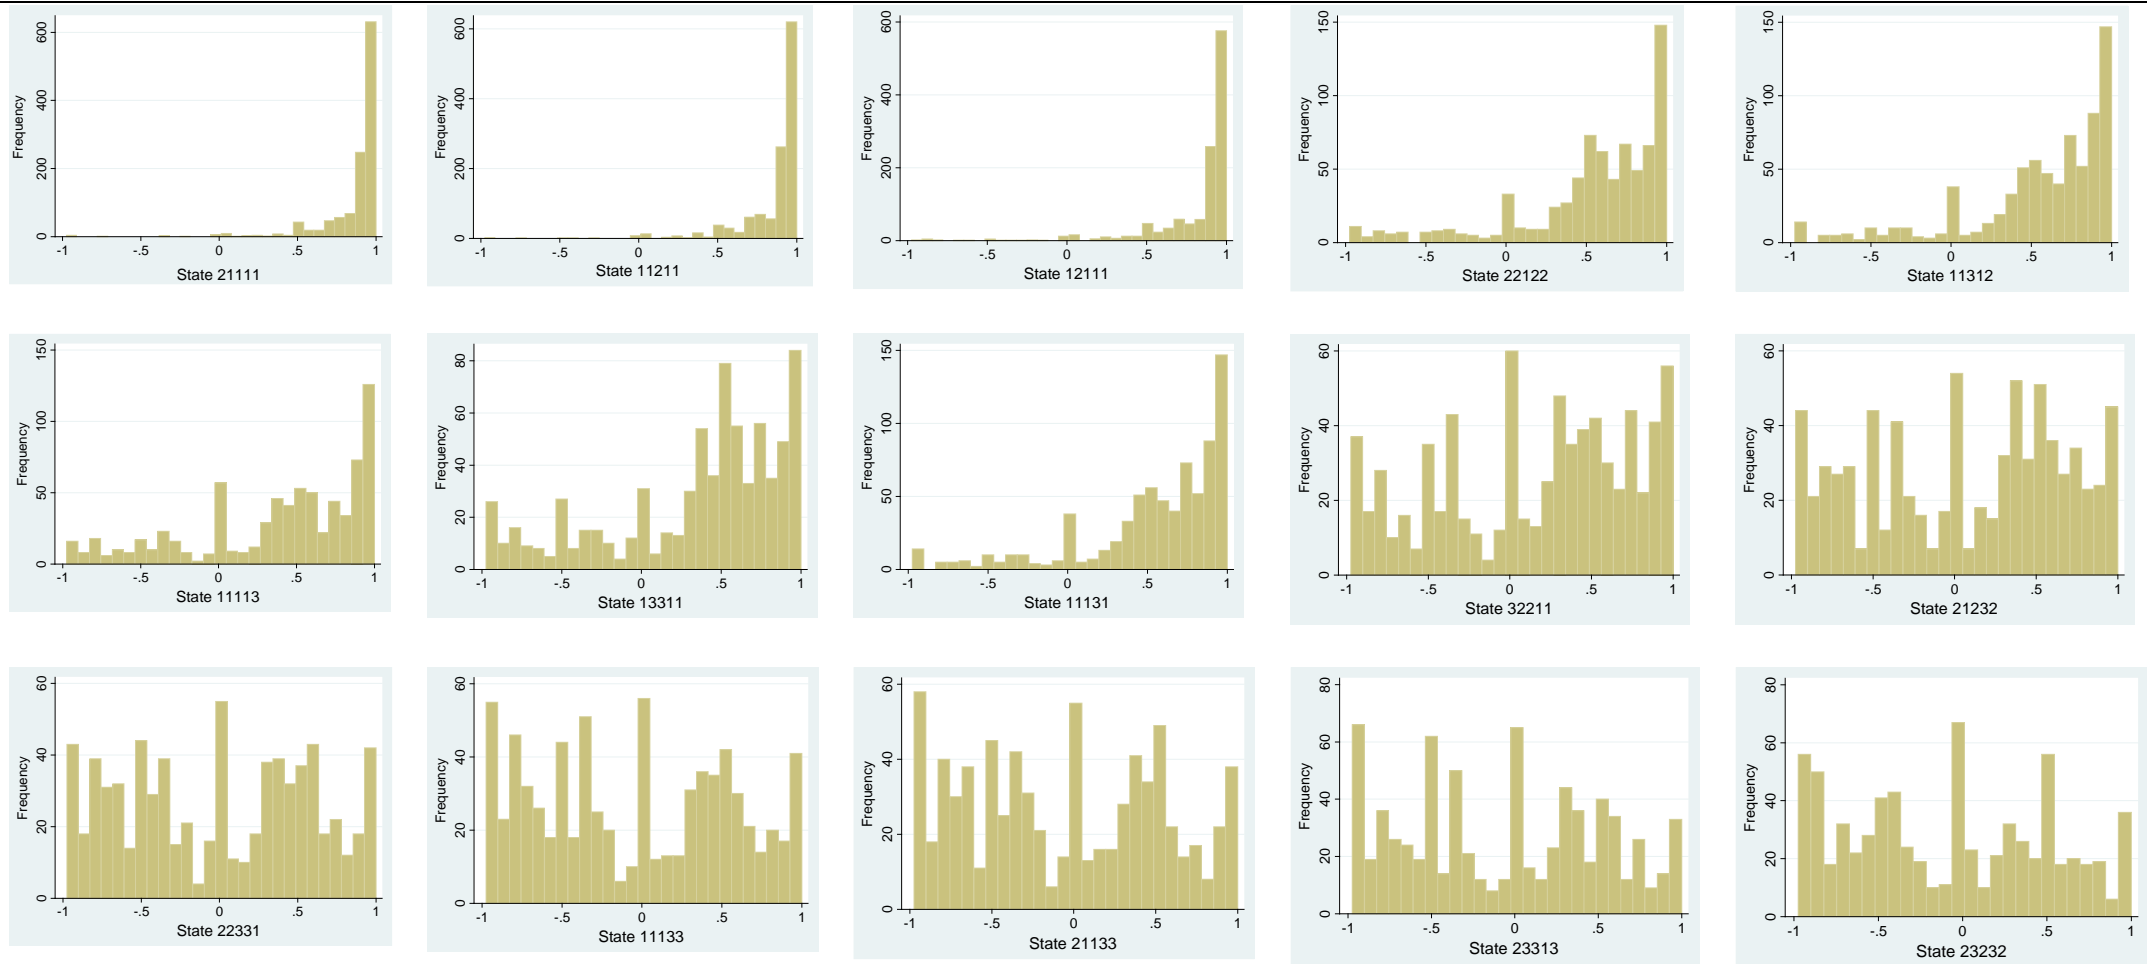 Frequency
600
400
200
0
-1 -.5 0 .5 1
State 21111
Frequency
600
400
200
0
-1 -.5 0 .5 1
State 11211
Frequency
600
400
200
0
-1 -.5 0 .5 1
State 12111
Frequency
150
100
50
0
-1 -.5 0 .5 1
State 22122
Frequency
150
100
50
0
-1 -.5 0 .5 1
State 11312
Frequency
150
100
50
0
-1 -.5 0 .5 1
State 11113
Frequency
80
60
40
20
0
-1 -.5 0 .5 1
State 13311
Frequency
150
100
50
0
-1 -.5 0 .5 1
State 11131
Frequency
60
40
20
0
-1 -.5 0 .5 1
State 32211
Frequency
60
40
20
0
-1 -.5 0 .5 1
State 21232
Frequency
60
40
20
0
-1 -.5 0 .5 1
State 22331
Frequency
60
40
20
0
-1 -.5 0 .5 1
State 11133
Frequency
60
40
20
0
-1 -.5 0 .5 1
State 21133
Frequency
80
60
40
20
0
-1 -.5 0 .5 1
State 23313
Frequency
80
60
40
20
0
-1 -.5 0 .5 1
State 23232